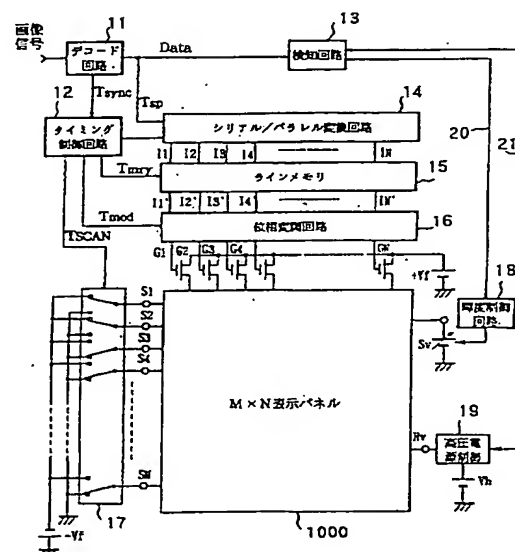 画像
信号
11
デコード
回路
Data
13
検知回路
Tsync
12
タイミング
制御回路
Tsp
14
シリアル/パラレル変換回路
20
21
I1 I2 I3 I4 IN
Tmry
ラインメモリ
15
I1' I2' I3' I4' IN'
Tmod
位相変調回路
16
TSCAN
G1 G2 G3 G4 GN
+Vf
18
輝度制御
回路
S1
S2
S3
S4
Sv
M×N表示パネル
19
高圧電
源制御
Hv
Vh
SM
17
1000
-Vf